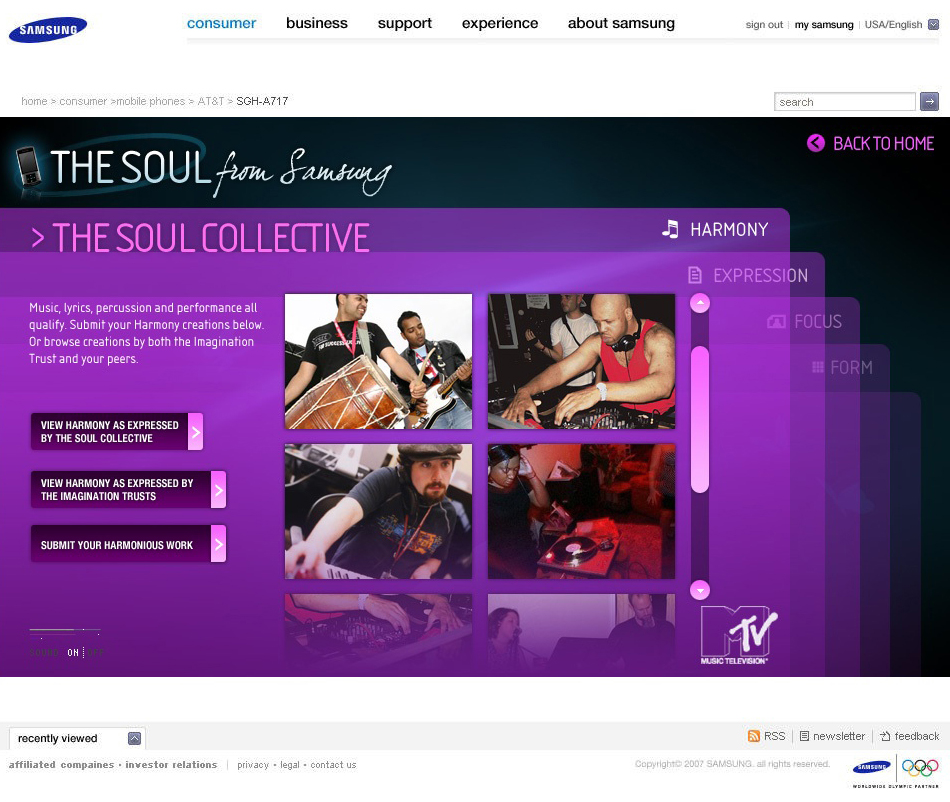 SAMSUNG
consumer business support experience about samsung
sign out my samsung USA/English
home > consumer >mobile phones > AT&T > SGH-A717
search
THE SOUL from Samsung
BACK TO HOME
> THE SOUL COLLECTIVE
HARMONY
EXPRESSION
FOCUS
FORM
Music, lyrics, percussion and performance all
qualify. Submit your Harmony creations below.
Or browse creations by both the Imagination
Trust and your peers.
VIEW HARMONY AS EXPRESSED
BY THE SOUL COLLECTIVE
VIEW HARMONY AS EXPRESSED BY
THE IMAGINATION TRUSTS
SUBMIT YOUR HARMONIOUS WORK
SOUND ON OFF
MTV
MUSIC TELEVISION®
recently viewed
RSS newsletter feedback
affiliated compaines • investor relations privacy • legal • contact us
Copyright© 2007 SAMSUNG. all rights reserved.
SAMSUNG
WORLDWIDE OLYMPIC PARTNER